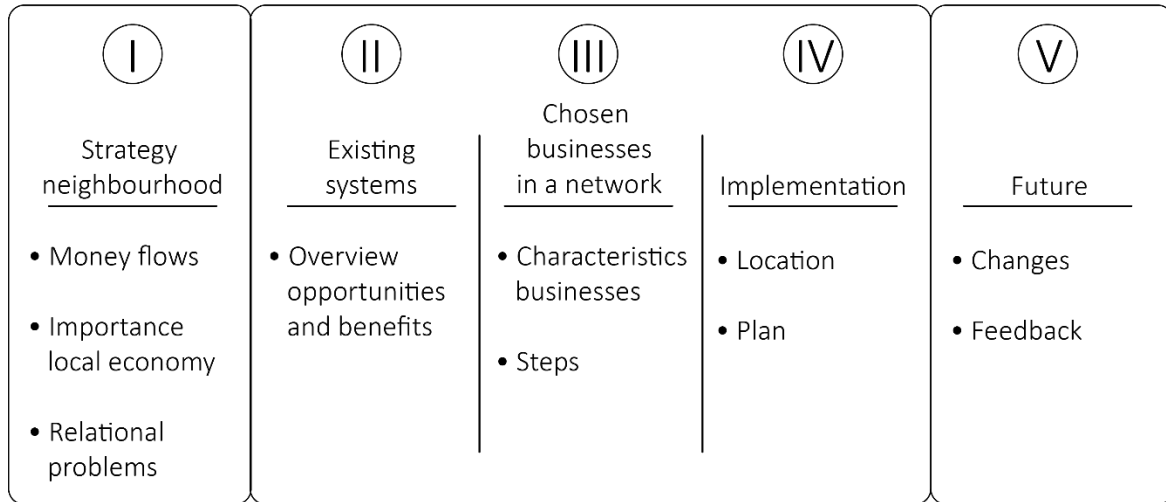 I
Strategy
neighbourhood
• Money flows
• Importance
local economy
• Relational
problems
II
Existing
systems
• Overview
opportunities
and benefits
III
Chosen
businesses
in a network
• Characteristics
businesses
• Steps
IV
Implementation
• Location
• Plan
V
Future
• Changes
• Feedback